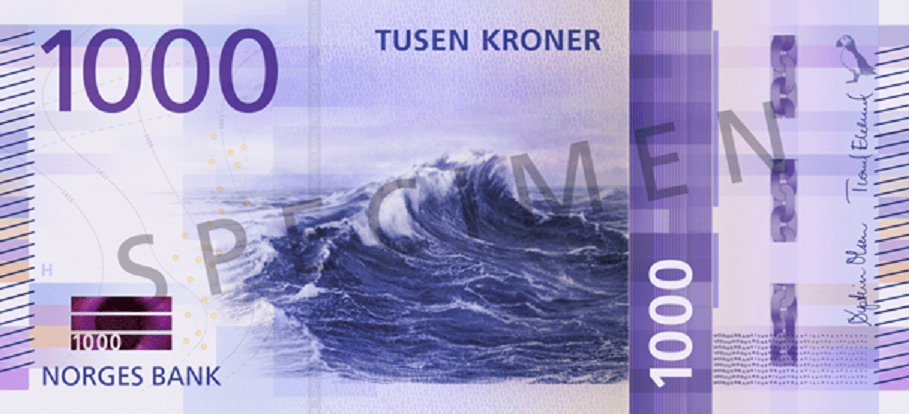 1000
TUSEN KRONER
SPECIMEN
H
1000
NORGES BANK
1000